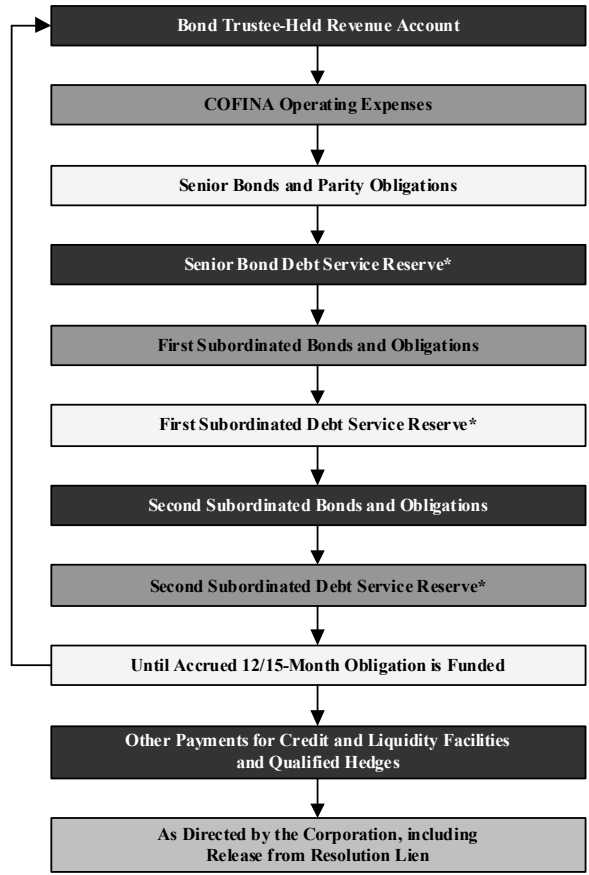 Bond Trustee-Held Revenue Account
COFINA Operating Expenses
Senior Bonds and Parity Obligations
Senior Bond Debt Service Reserve*
First Subordinated Bonds and Obligations
First Subordinated Debt Service Reserve*
Second Subordinated Bonds and Obligations
Second Subordinated Debt Service Reserve*
Until Accrued 12/15-Month Obligation is Funded
Other Payments for Credit and Liquidity Facilities
and Qualified Hedges
As Directed by the Corporation, including
Release from Resolution Lien